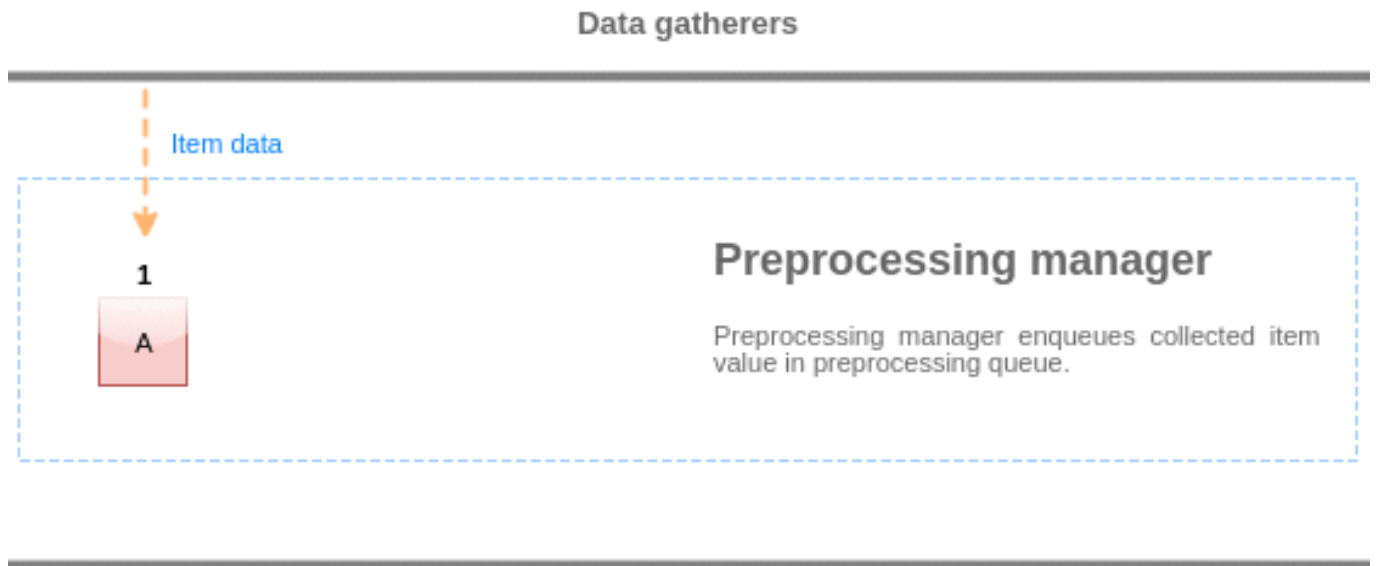 Data gatherers
Item data
1
A
Preprocessing manager
Preprocessing manager enqueues collected item
value in preprocessing queue.